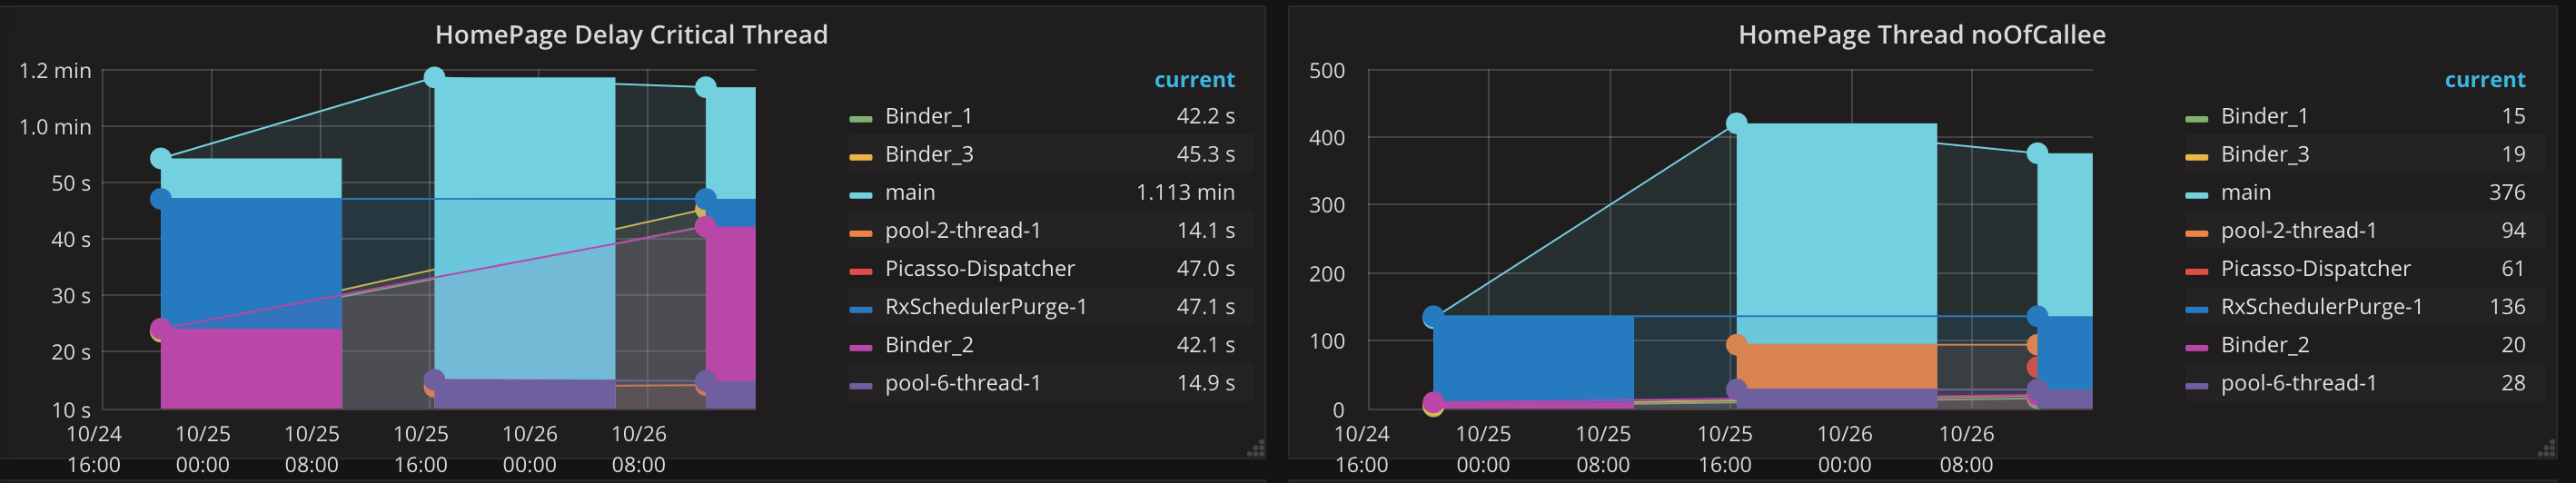 HomePage Delay Critical Thread
1.2 min
1.0 min
50 s
40 s
30 s
20 s
10 s
10/24 10/25 10/25 10/25 10/26 10/26
16:00 00:00 08:00 16:00 00:00 08:00
current
Binder_1 42.2 s
Binder_3 45.3 s
main 1.113 min
pool-2-thread-1 14.1 s
Picasso-Dispatcher 47.0 s
RxSchedulerPurge-1 47.1 s
Binder_2 42.1 s
pool-6-thread-1 14.9 s
HomePage Thread noOfCallee
500
400
300
200
100
0
10/24 10/25 10/25 10/25 10/26 10/26
16:00 00:00 08:00 16:00 00:00 08:00
current
Binder_1 15
Binder_3 19
main 376
pool-2-thread-1 94
Picasso-Dispatcher 61
RxSchedulerPurge-1 136
Binder_2 20
pool-6-thread-1 28